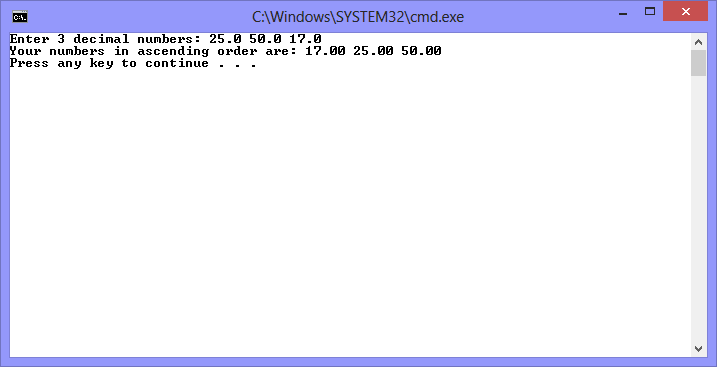 C:\Windows\SYSTEM32\cmd.exe
Enter 3 decimal numbers: 25.0 50.0 17.0
Your numbers in ascending order are: 17.00 25.00 50.00
Press any key to continue . . .